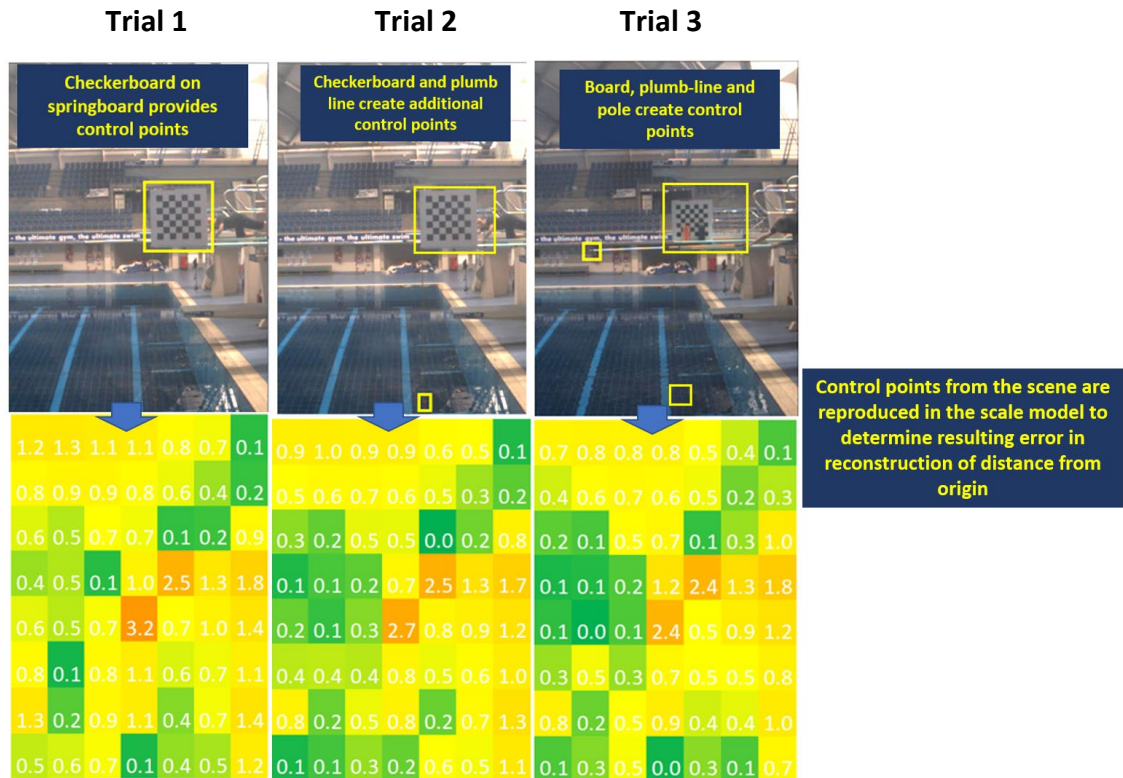 Trial 1
Trial 2
Trial 3
Checkerboard on
springboard provides
control points
Checkerboard and plumb
line create additional
control points
Board, plumb-line and
pole create control
points
- the ultimate gym, the ultimate swim
- the ultimate gym, the ultimate swim
- the ultimate gym, the ultimate swim
1.2 1.3 1.1 1.1 0.8 0.7 0.1
0.8 0.9 0.9 0.8 0.6 0.4 0.2
0.6 0.5 0.7 0.7 0.1 0.2 0.9
0.4 0.5 0.1 1.0 2.5 1.3 1.8
0.6 0.5 0.7 3.2 0.7 1.0 1.4
0.8 0.1 0.8 1.1 0.6 0.7 1.1
1.3 0.2 0.9 1.1 0.4 0.7 1.4
0.5 0.6 0.7 0.1 0.4 0.5 1.2
0.9 1.0 0.9 0.9 0.6 0.5 0.1
0.5 0.6 0.7 0.6 0.5 0.3 0.2
0.3 0.2 0.5 0.5 0.0 0.2 0.8
0.1 0.1 0.2 0.7 2.5 1.3 1.7
0.2 0.1 0.3 2.7 0.8 0.9 1.2
0.4 0.4 0.4 0.8 0.5 0.6 1.0
0.8 0.2 0.5 0.8 0.2 0.7 1.3
0.1 0.1 0.3 0.2 0.6 0.5 1.1
0.7 0.8 0.8 0.8 0.5 0.4 0.1
0.4 0.6 0.7 0.6 0.5 0.2 0.3
0.2 0.1 0.5 0.7 0.1 0.3 1.0
0.1 0.1 0.2 1.2 2.4 1.3 1.8
0.1 0.0 0.1 2.4 0.5 0.9 1.2
0.3 0.5 0.3 0.7 0.5 0.5 0.8
0.8 0.2 0.5 0.9 0.4 0.4 1.0
0.1 0.3 0.5 0.0 0.3 0.1 0.7
Control points from the scene are
reproduced in the scale model to
determine resulting error in
reconstruction of distance from
origin